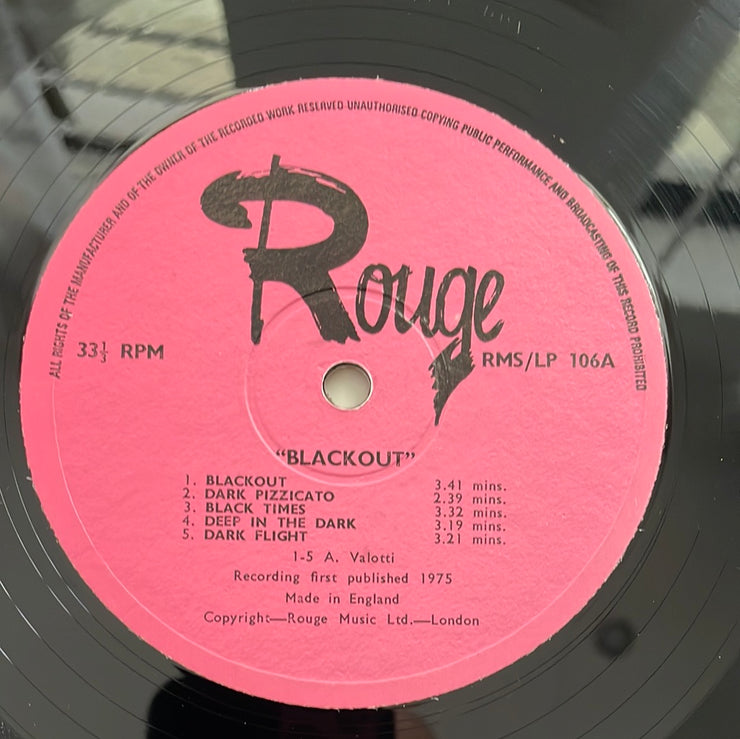 ALL RIGHTS OF THE MANUFACTURER AND OF THE OWNER OF THE RECORDED WORK RESERVED UNAUTHORISED COPYING PUBLIC PERFORMANCE AND BROADCASTING OF THIS RECORD PROHIBITED
Rouge
33⅓ RPM
RMS/LP 106A
"BLACKOUT"
1. BLACKOUT 3.41 mins.
2. DARK PIZZICATO 2.39 mins.
3. BLACK TIMES 3.32 mins.
4. DEEP IN THE DARK 3.19 mins.
5. DARK FLIGHT 3.21 mins.
1-5 A. Valotti
Recording first published 1975
Made in England
Copyright—Rouge Music Ltd.—London